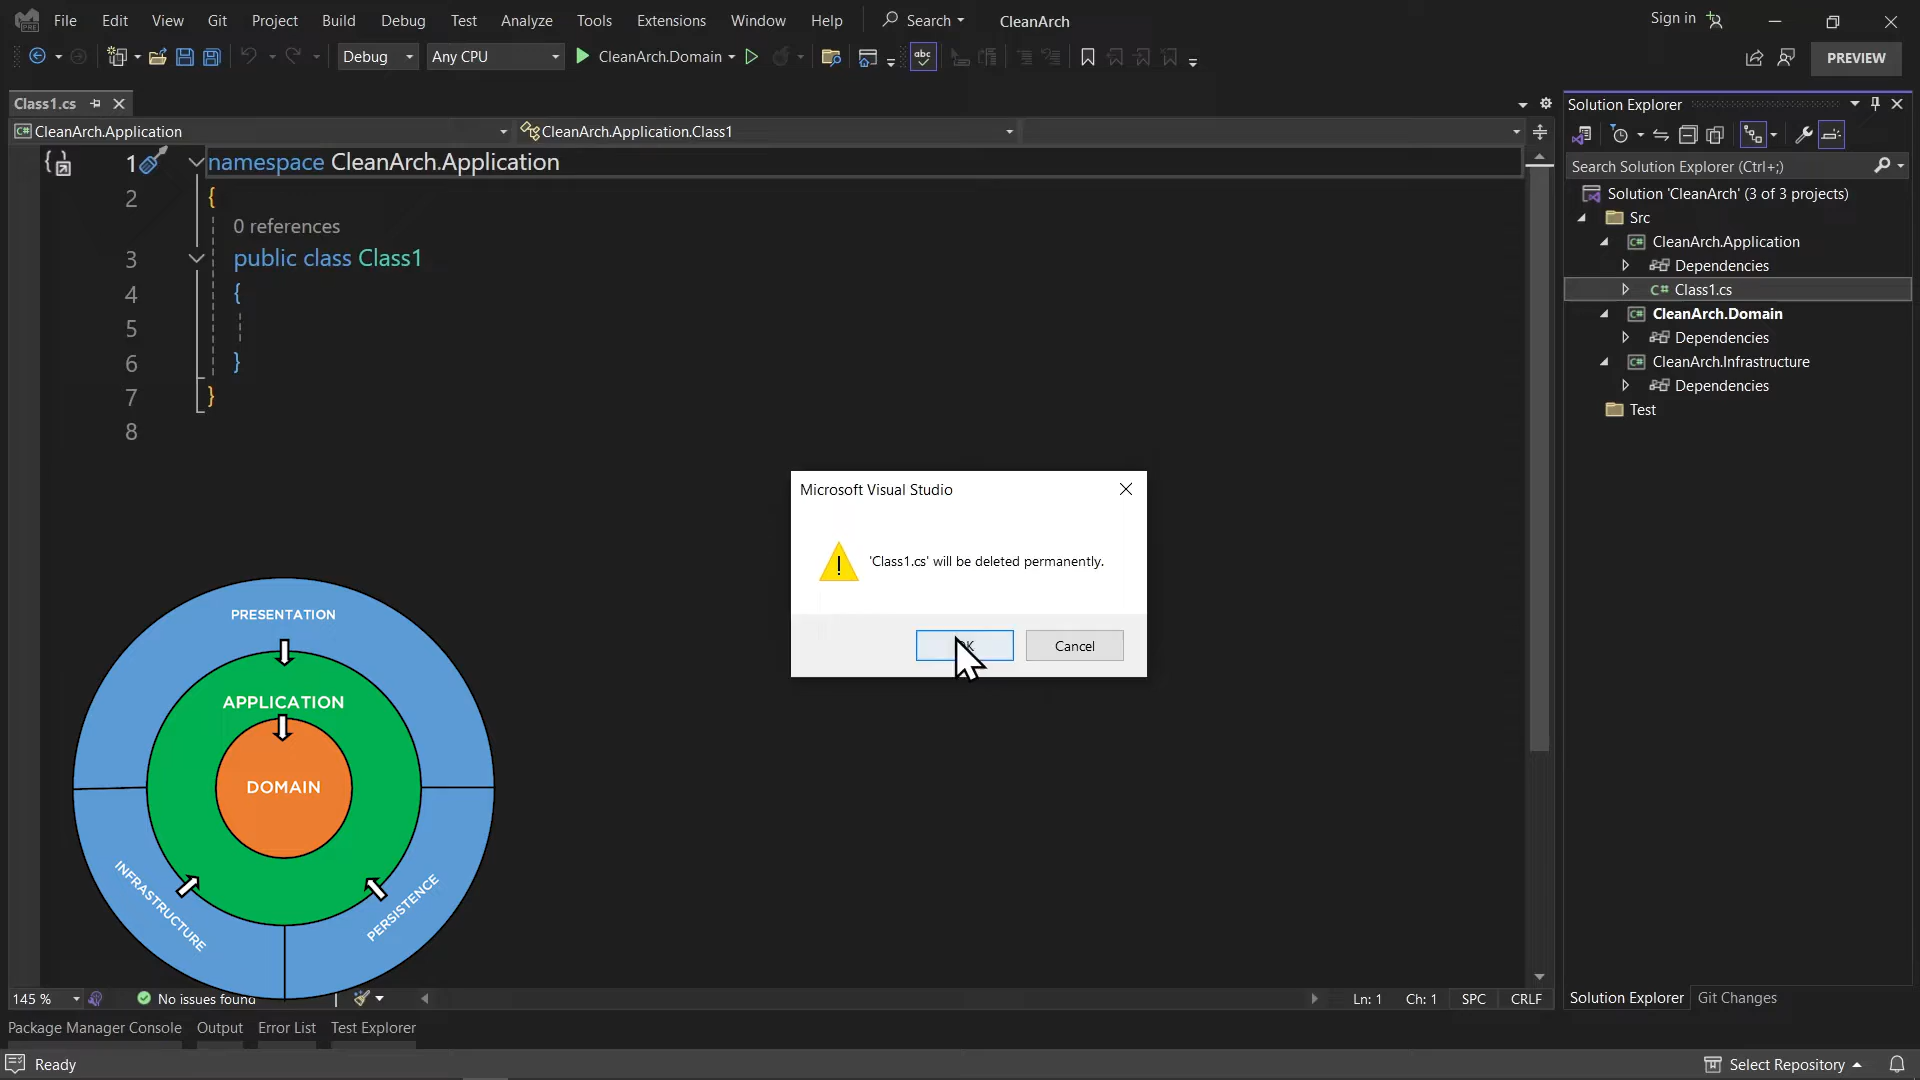 File Edit View Git Project Build Debug Test Analyze Tools Extensions Window Help Search CleanArch Sign in
Debug Any CPU CleanArch.Domain abc PREVIEW
Class1.cs
CleanArch.Application CleanArch.Application.Class1
1 namespace CleanArch.Application
2 {
0 references
3 public class Class1
4 {
5
6 }
7 }
8
Solution Explorer
Search Solution Explorer (Ctrl+;)
Solution 'CleanArch' (3 of 3 projects)
Src
C# CleanArch.Application
Dependencies
C# Class1.cs
C# CleanArch.Domain
Dependencies
C# CleanArch.Infrastructure
Dependencies
Test
Microsoft Visual Studio
'Class1.cs' will be deleted permanently.
Cancel
PRESENTATION
APPLICATION
DOMAIN
INFRASTRUCTURE
PERSISTENCE
145 % No issues found Ln: 1 Ch: 1 SPC CRLF
Solution Explorer Git Changes
Package Manager Console Output Error List Test Explorer
Ready Select Repository